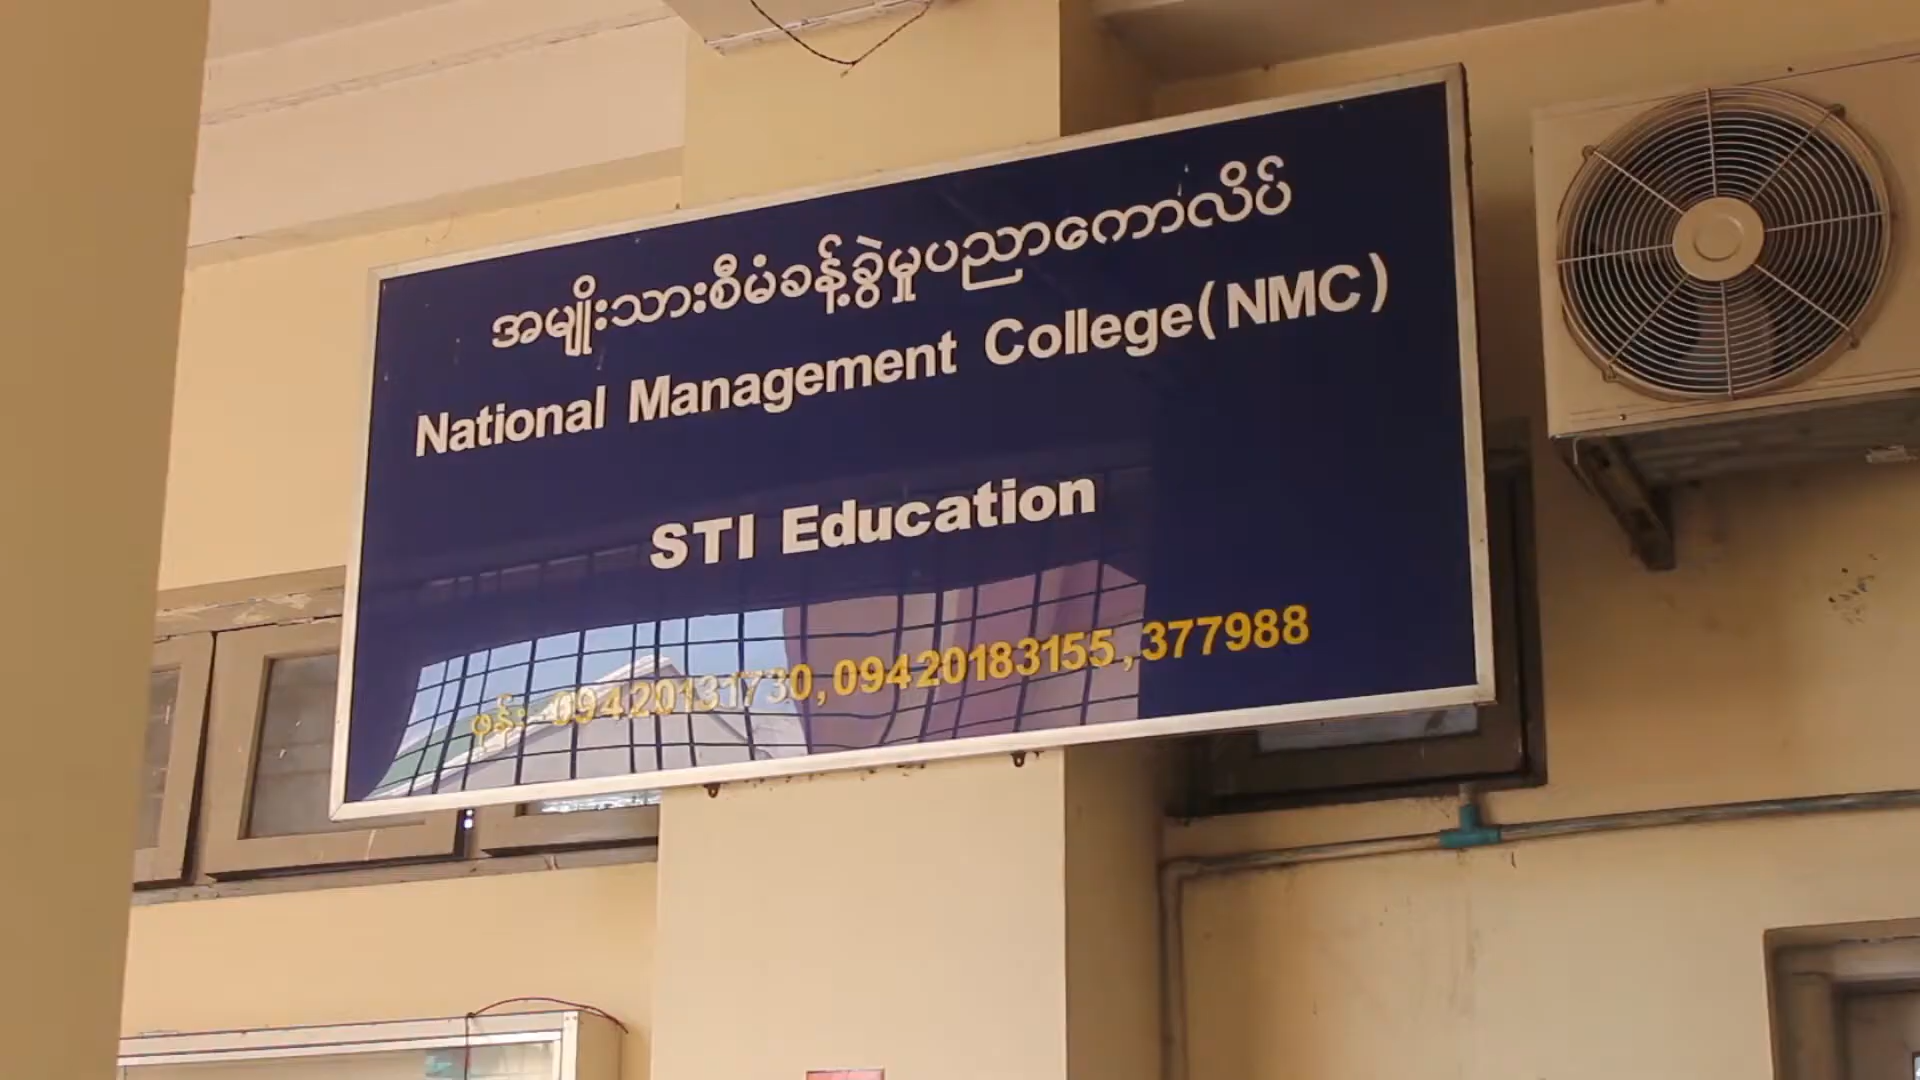 အမျိုးသားစီမံခန့်ခွဲမှုပညာကောလိပ်
National Management College(NMC)
STI Education
ဖုန်း - 09420131730,09420183155,377988